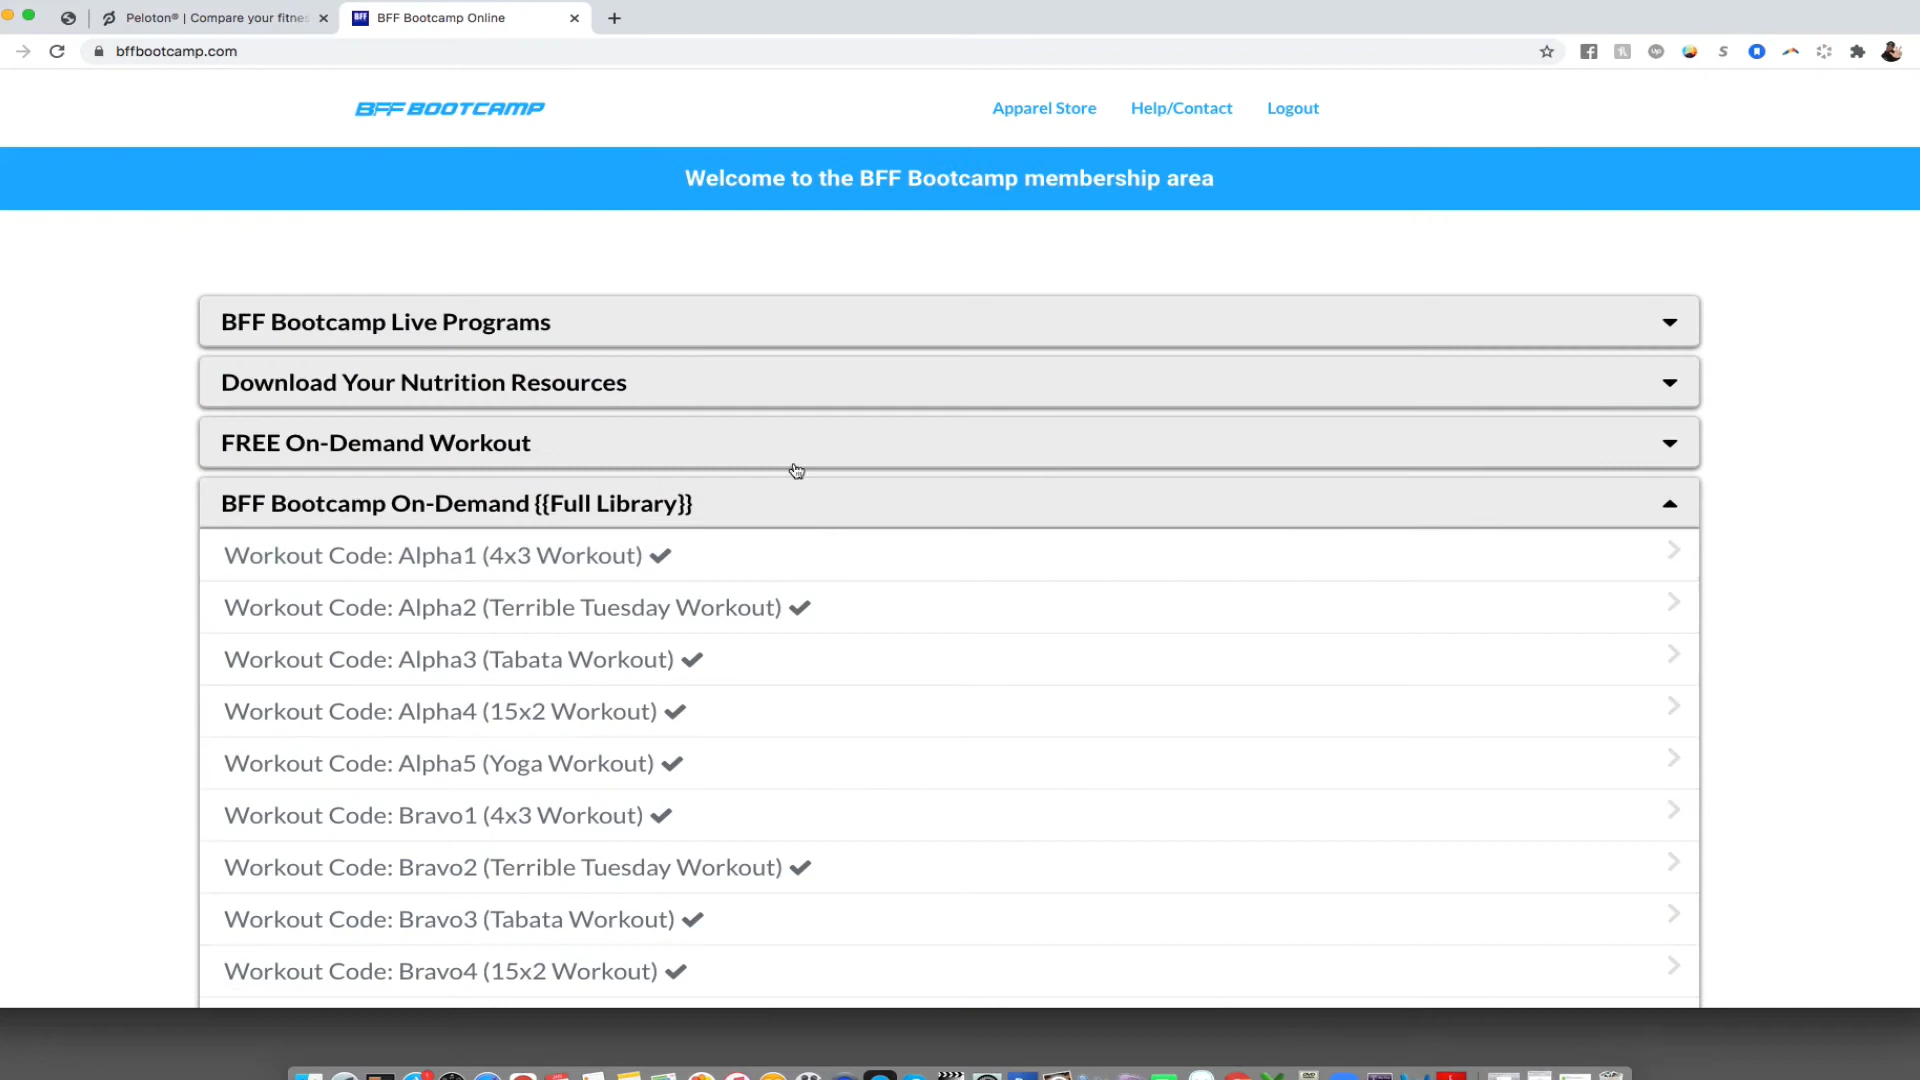 Peloton® | Compare your fitnes
BFF BFF Bootcamp Online
bffbootcamp.com
BFF BOOTCAMP
Apparel Store Help/Contact Logout
Welcome to the BFF Bootcamp membership area
BFF Bootcamp Live Programs
Download Your Nutrition Resources
FREE On-Demand Workout
BFF Bootcamp On-Demand {{Full Library}}
Workout Code: Alpha1 (4x3 Workout)
Workout Code: Alpha2 (Terrible Tuesday Workout)
Workout Code: Alpha3 (Tabata Workout)
Workout Code: Alpha4 (15x2 Workout)
Workout Code: Alpha5 (Yoga Workout)
Workout Code: Bravo1 (4x3 Workout)
Workout Code: Bravo2 (Terrible Tuesday Workout)
Workout Code: Bravo3 (Tabata Workout)
Workout Code: Bravo4 (15x2 Workout)